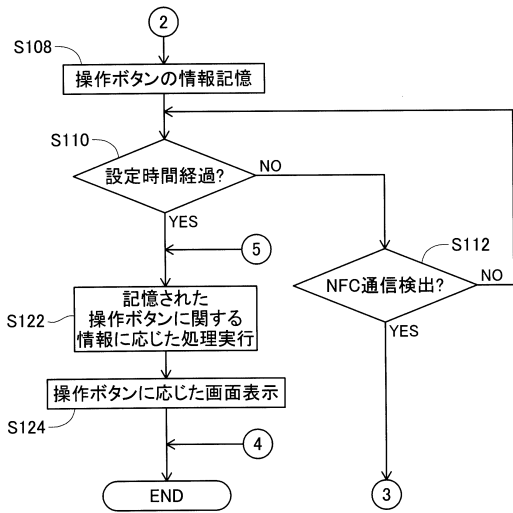 2
S108
操作ボタンの情報記憶
S110
設定時間経過?
NO
YES
5
S112
NFC通信検出?
NO
YES
S122
記憶された
操作ボタンに関する
情報に応じた処理実行
操作ボタンに応じた画面表示
S124
4
END
3